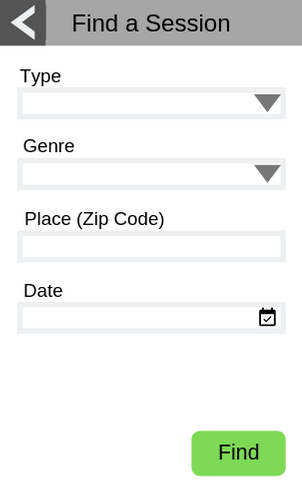 Find a Session
Type
Genre
Place (Zip Code)
Date
Find